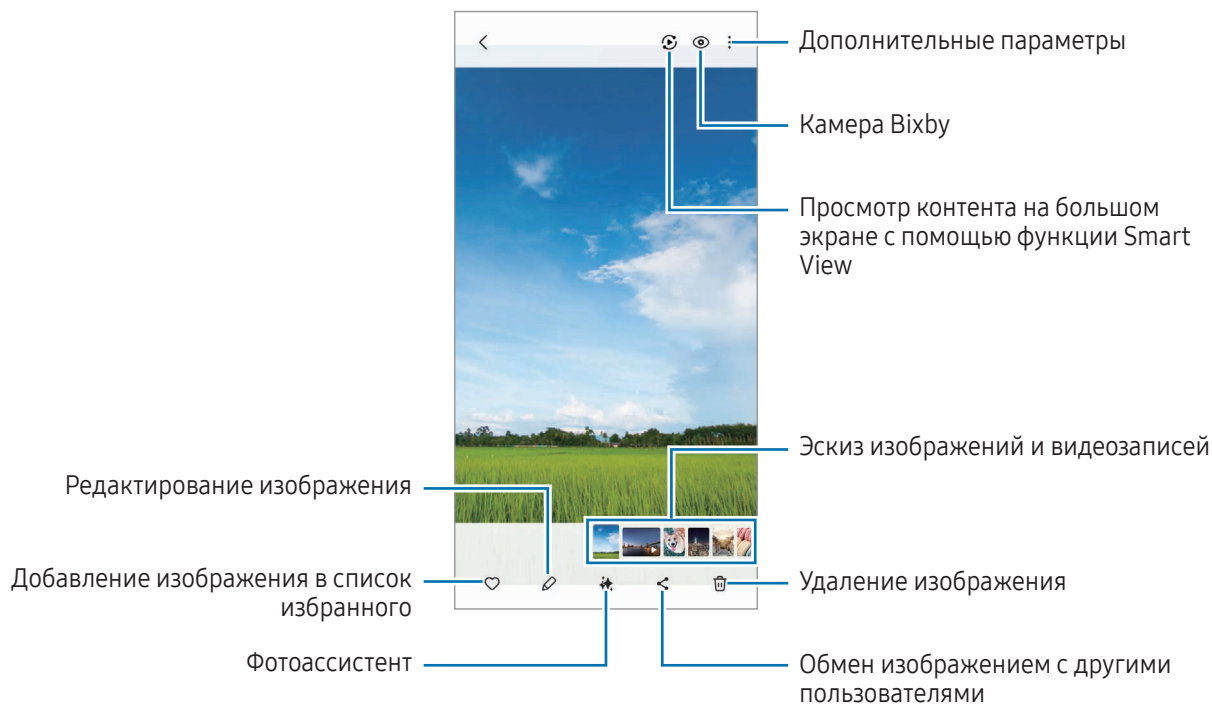 Дополнительные параметры
Камера Bixby
Просмотр контента на большом
экране с помощью функции Smart
View
Эскиз изображений и видеозаписей
Редактирование изображения
Добавление изображения в список
избранного
Удаление изображения
Фотоассистент
Обмен изображением с другими
пользователями